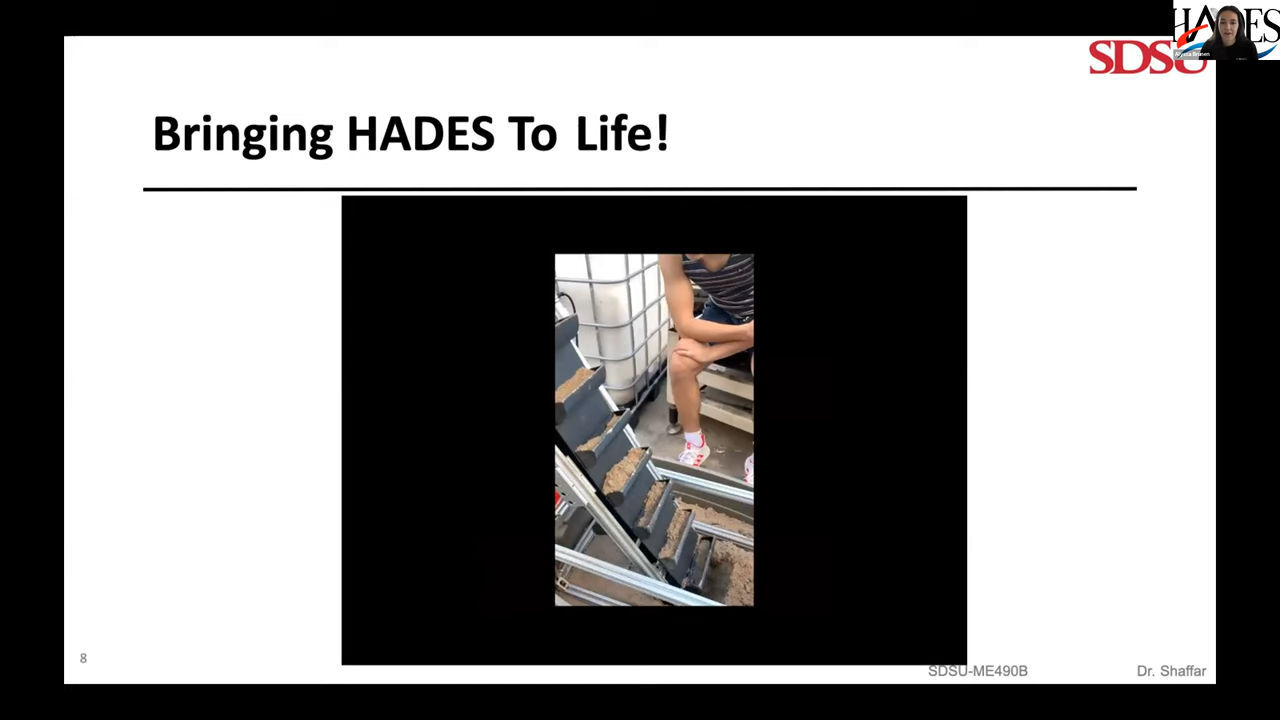 HADES
SDSU
Bringing HADES To Life!
8
SDSU-ME490B
Dr. Shaffar